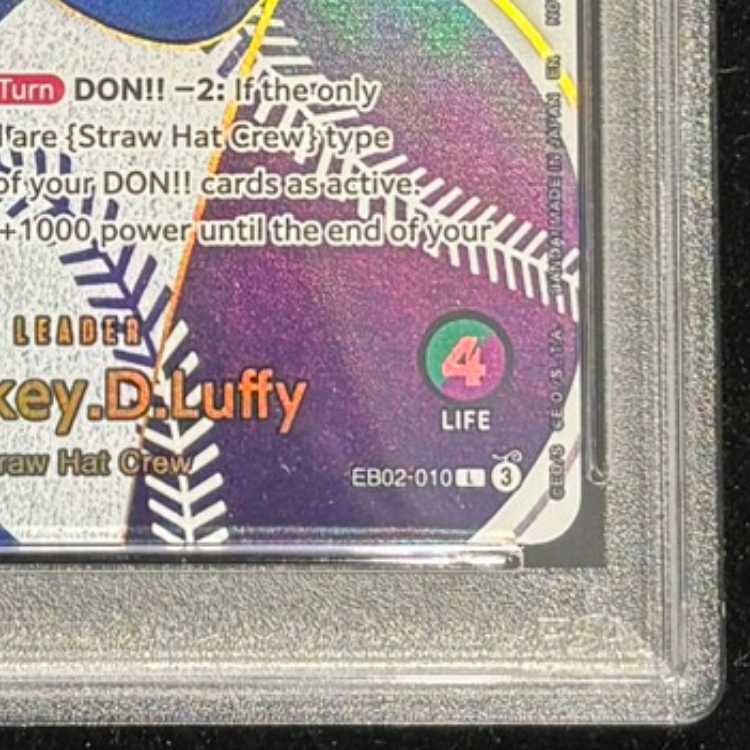 Turn DON!! −2: If the only
are {Straw Hat Crew} type
of your DON!! cards as active.
+1000 power until the end of your
LEADER
key.D.Luffy
4
LIFE
raw Hat Crew
EB02-010 L 3
BANDAI MADE IN JAPAN EN